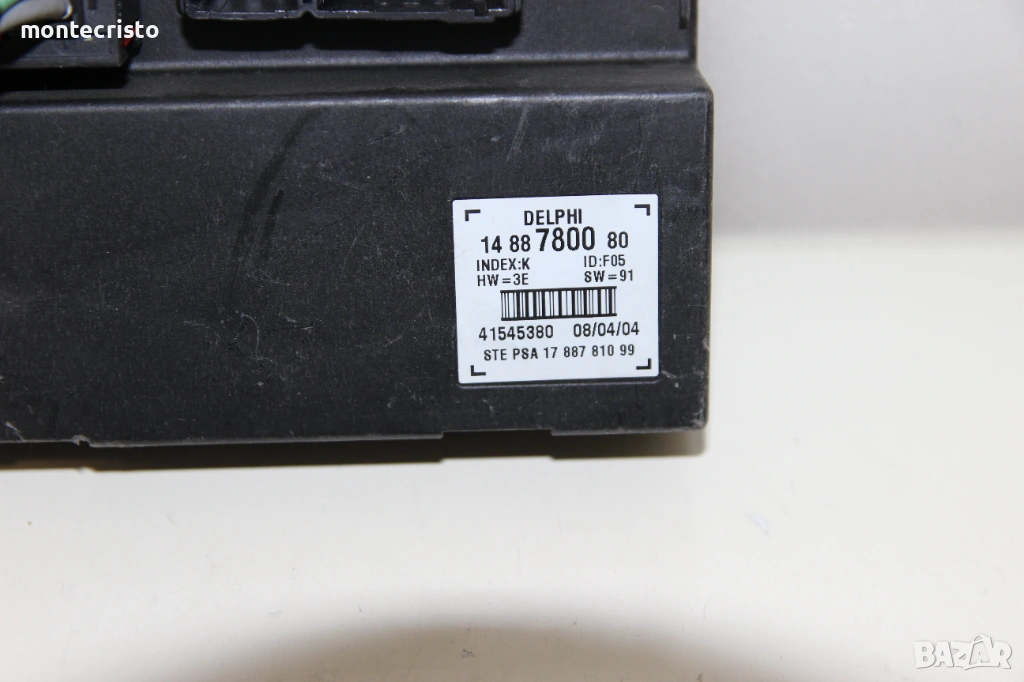 montecristo
DELPHI
14 88 7800 80
INDEX:K ID:F05
HW=3E SW=91
41545380 08/04/04
STE PSA 17 887 810 99
BAZAR